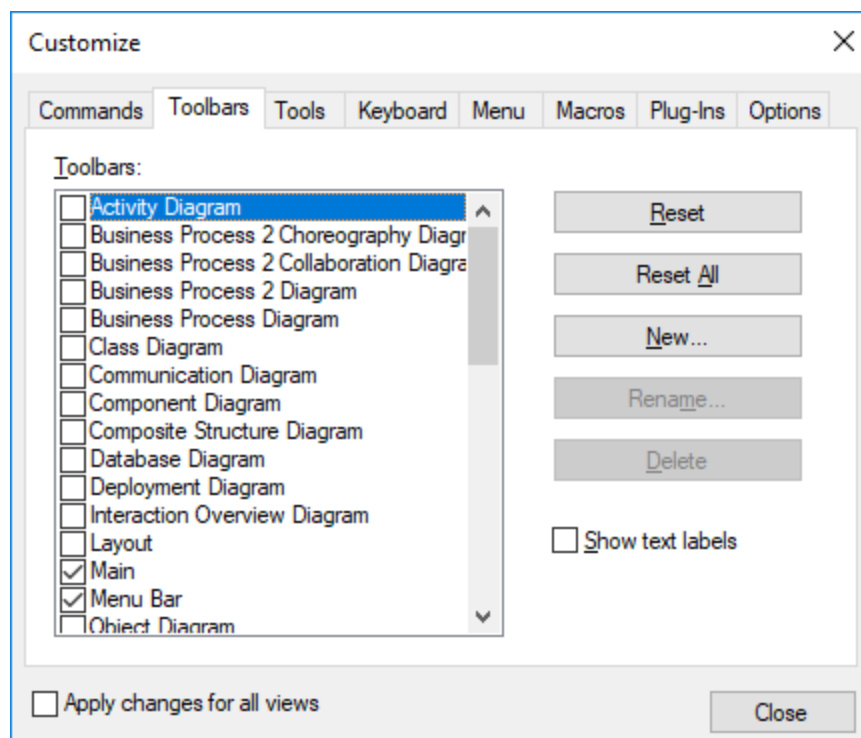 Customize
Commands Toolbars Tools Keyboard Menu Macros Plug-Ins Options
Toolbars:
Activity Diagram
Business Process 2 Choreography Diagr
Business Process 2 Collaboration Diagra
Business Process 2 Diagram
Business Process Diagram
Class Diagram
Communication Diagram
Component Diagram
Composite Structure Diagram
Database Diagram
Deployment Diagram
Interaction Overview Diagram
Layout
Main
Menu Bar
Object Diagram
Reset
Reset All
New...
Rename...
Delete
Show text labels
Apply changes for all views
Close